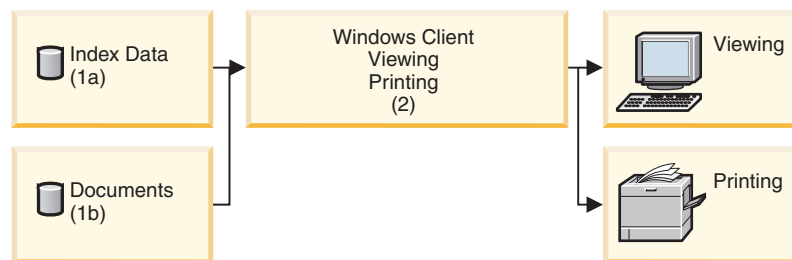 Index Data
(1a)
Windows Client
Viewing
Printing
(2)
Viewing
Documents
(1b)
Printing